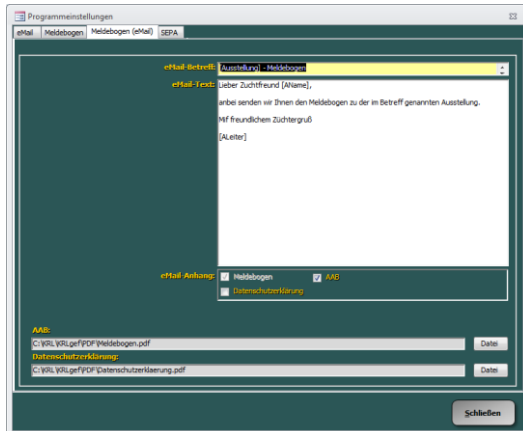 Programmeinstellungen
eMail Meldebogen Meldebogen (eMail) SEPA
eMail-Betreff: [Ausstellung] - Meldebogen
eMail-Text: Lieber Zuchtfreund [AName],
anbei senden wir Ihnen den Meldebogen zu der im Betreff genannten Ausstellung.
Mif freundlichem Züchtergruß
[ALeiter]
eMail-Anhang: Meldebogen AAB
Datenschutzerklärung
AAB:
C:\KRL\KRLgef\PDF\Meldebogen.pdf Datei
Datenschutzerklärung:
C:\KRL\KRLgef\PDF\Datenschutzerklaerung.pdf Datei
Schließen